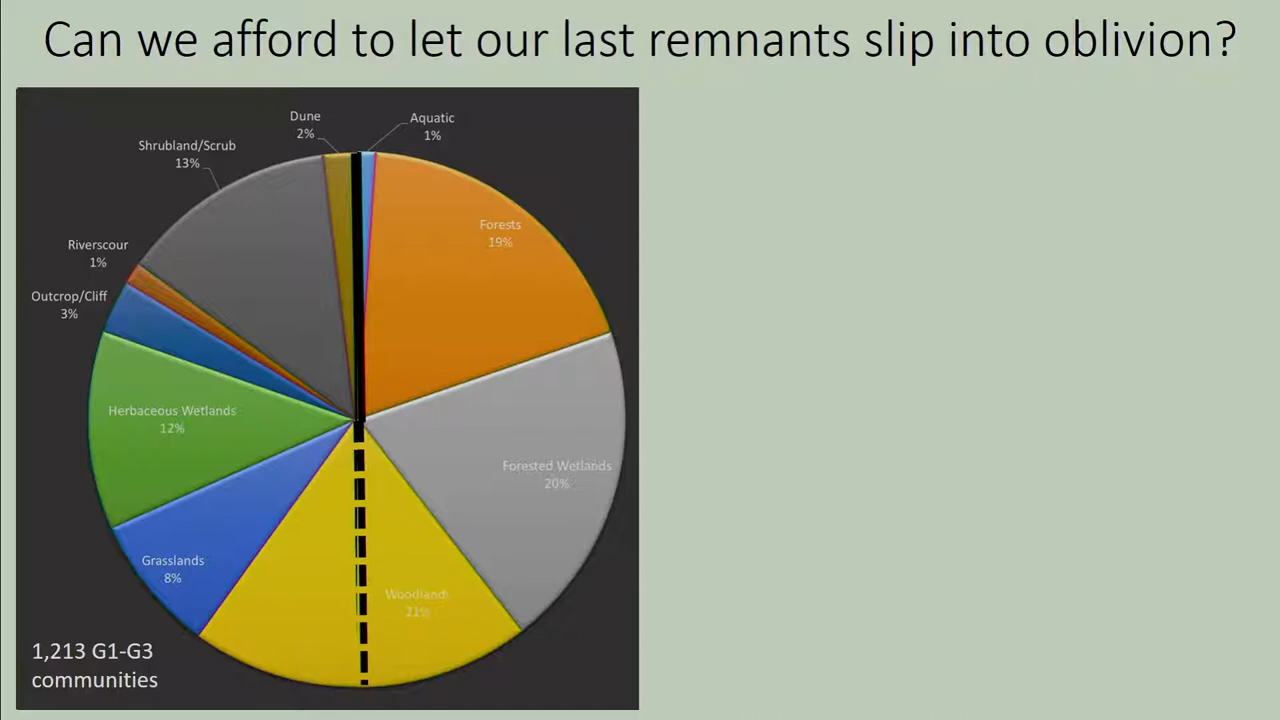 Can we afford to let our last remnants slip into oblivion?
Dune
2%
Aquatic
1%
Shrubland/Scrub
13%
Forests
19%
Riverscour
1%
Outcrop/Cliff
3%
Herbaceous Wetlands
12%
Forested Wetlands
20%
Grasslands
8%
Woodlands
21%
1,213 G1-G3
communities